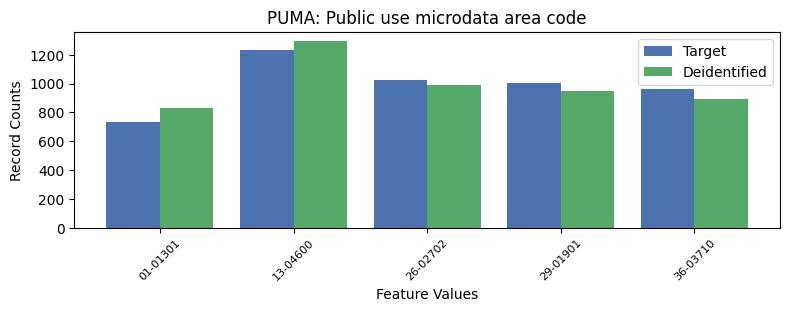 PUMA: Public use microdata area code
Target
Deidentified
Record Counts
1200
1000
800
600
400
200
0
01-01301
13-04600
26-02702
29-01901
36-03710
Feature Values